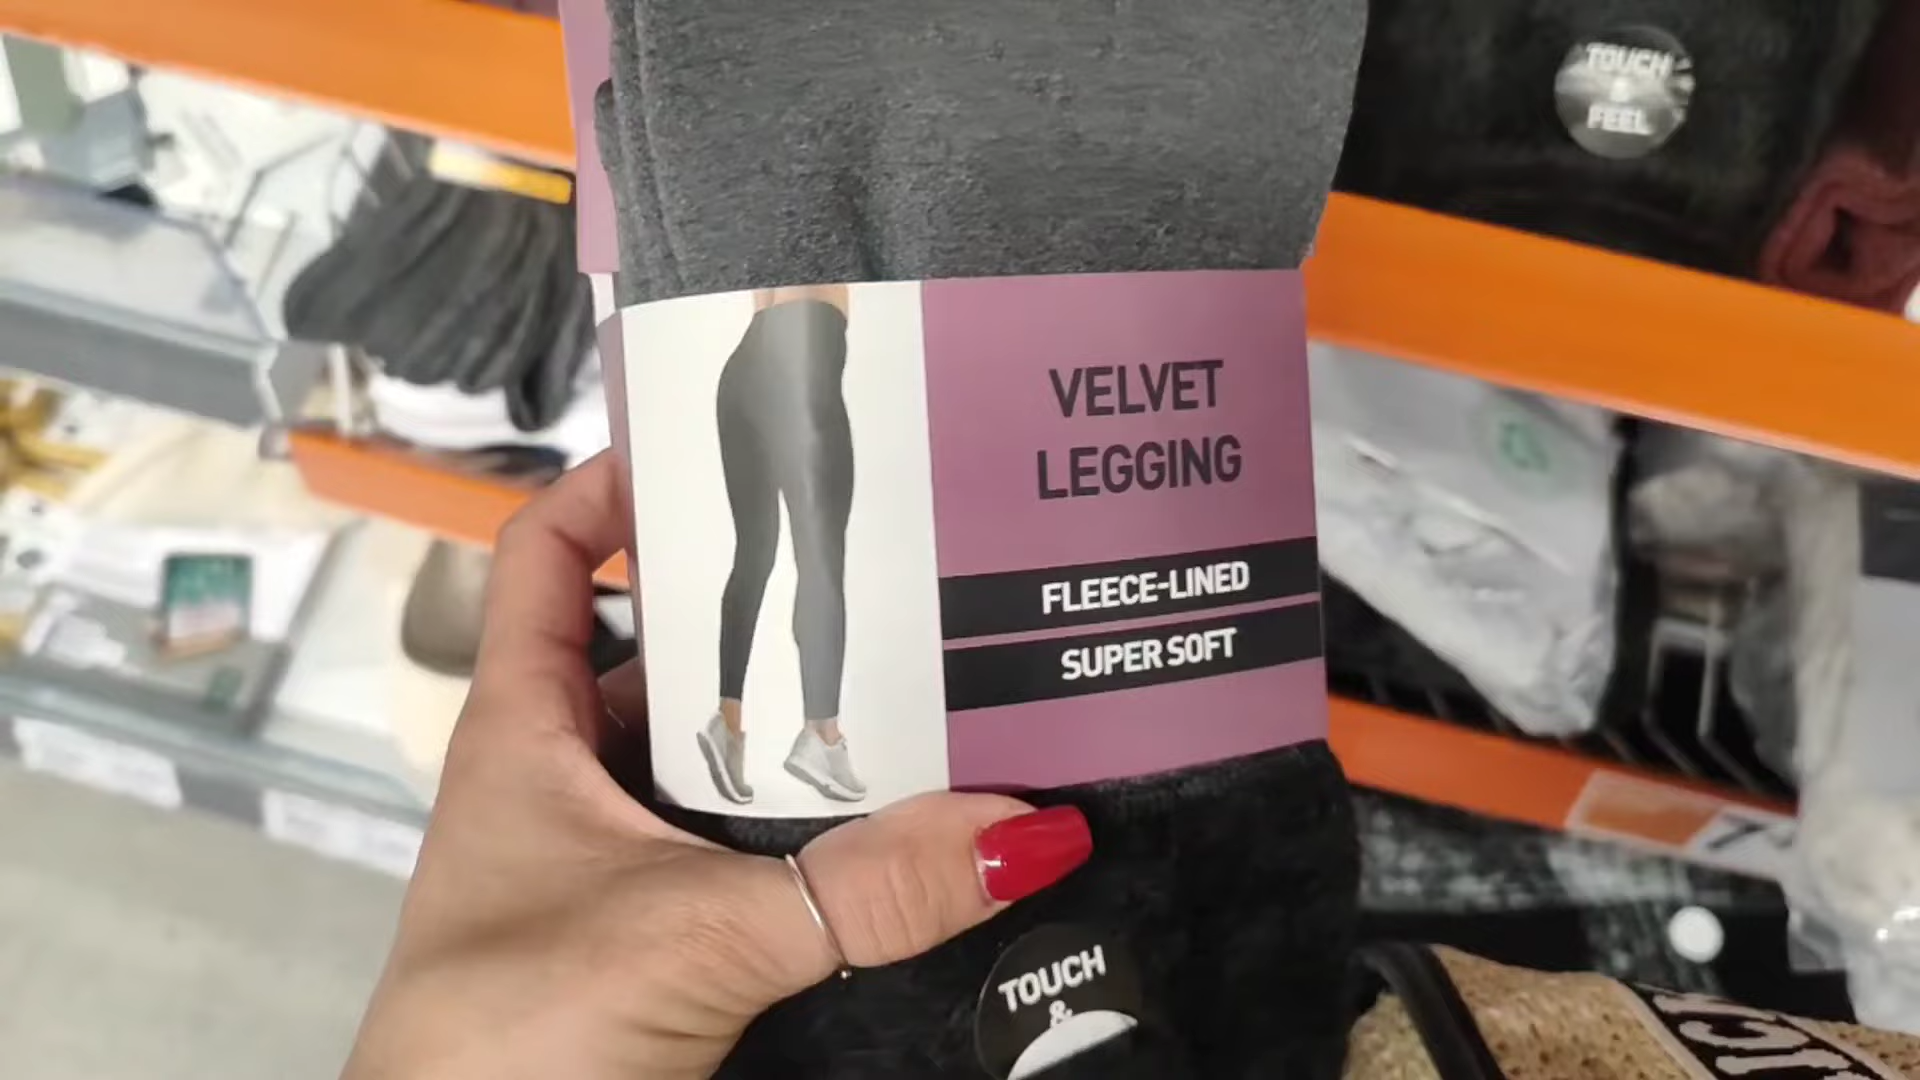 TOUCH
&
FEEL
VELVET
LEGGING
FLEECE-LINED
SUPER SOFT
TOUCH
&